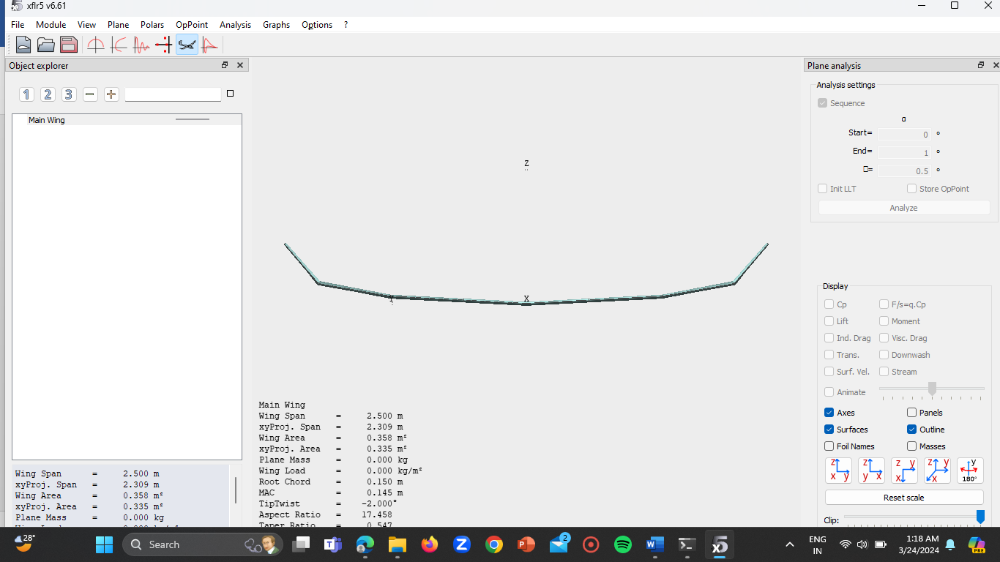 xflr5 v6.61
File Module View Plane Polars OpPoint Analysis Graphs Options ?
Object explorer
1 2 3 − +
Main Wing
Wing Span = 2.500 m
xyProj. Span = 2.309 m
Wing Area = 0.358 m²
xyProj. Area = 0.335 m²
Plane Mass = 0.000 kg
Z
Y
X
Main Wing
Wing Span = 2.500 m
xyProj. Span = 2.309 m
Wing Area = 0.358 m²
xyProj. Area = 0.335 m²
Plane Mass = 0.000 kg
Wing Load = 0.000 kg/m²
Root Chord = 0.150 m
MAC = 0.145 m
TipTwist = -2.000°
Aspect Ratio = 17.458
Taper Ratio = 0.547
Plane analysis
Analysis settings
Sequence
α
Start= 0 °
End= 1 °
□= 0.5 °
Init LLT Store OpPoint
Analyze
Display
Cp F/s=q.Cp
Lift Moment
Ind. Drag Visc. Drag
Trans. Downwash
Surf. Vel. Stream
Animate
Axes Panels
Surfaces Outline
Foil Names Masses
Z X Y Z Y X Z Y X Z Y X Y 180°
Reset scale
Clip:
28°
Search
2
x5
ENG
IN
1:18 AM
3/24/2024
PRE